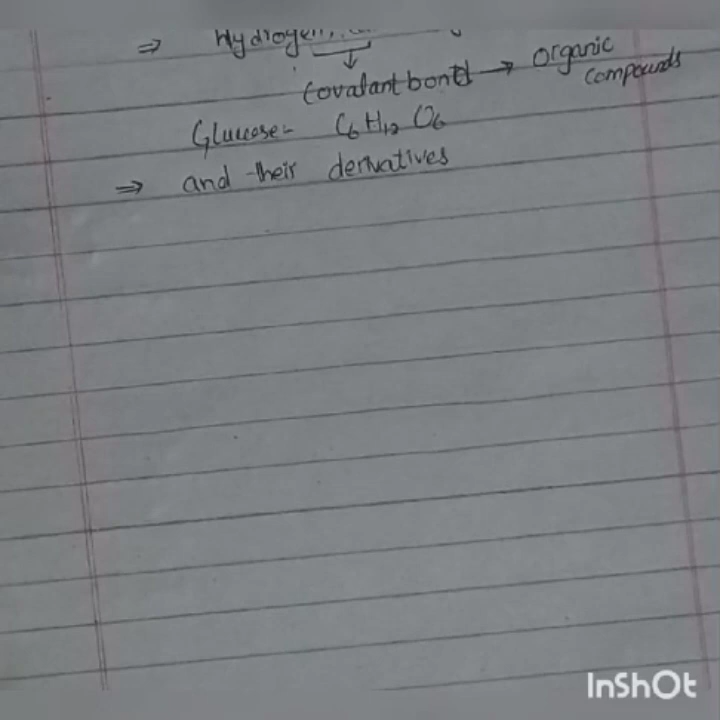 ⇒ Hydrogen,
↓
Covalant bond → organic compounds
Glucose- C6H12O6
⇒ and their derivatives
InShOt